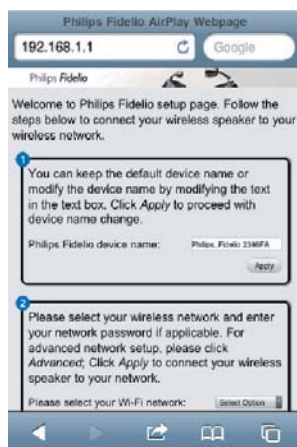 Philips Fidelio AirPlay Webpage
192.168.1.1
Google
Philips Fidelio
Welcome to Philips Fidelio setup page. Follow the
steps below to connect your wireless speaker to your
wireless network.
1
You can keep the default device name or
modify the device name by modifying the text
in the text box. Click Apply to proceed with
device name change.
Philips Fidelio device name:
Philips_Fidelio
Apply
2
Please select your wireless network and enter
your network password if applicable. For
advanced network setup, please click
Advanced; Click Apply to connect your wireless
speaker to your network.
Please select your Wi-Fi network:
Select Option